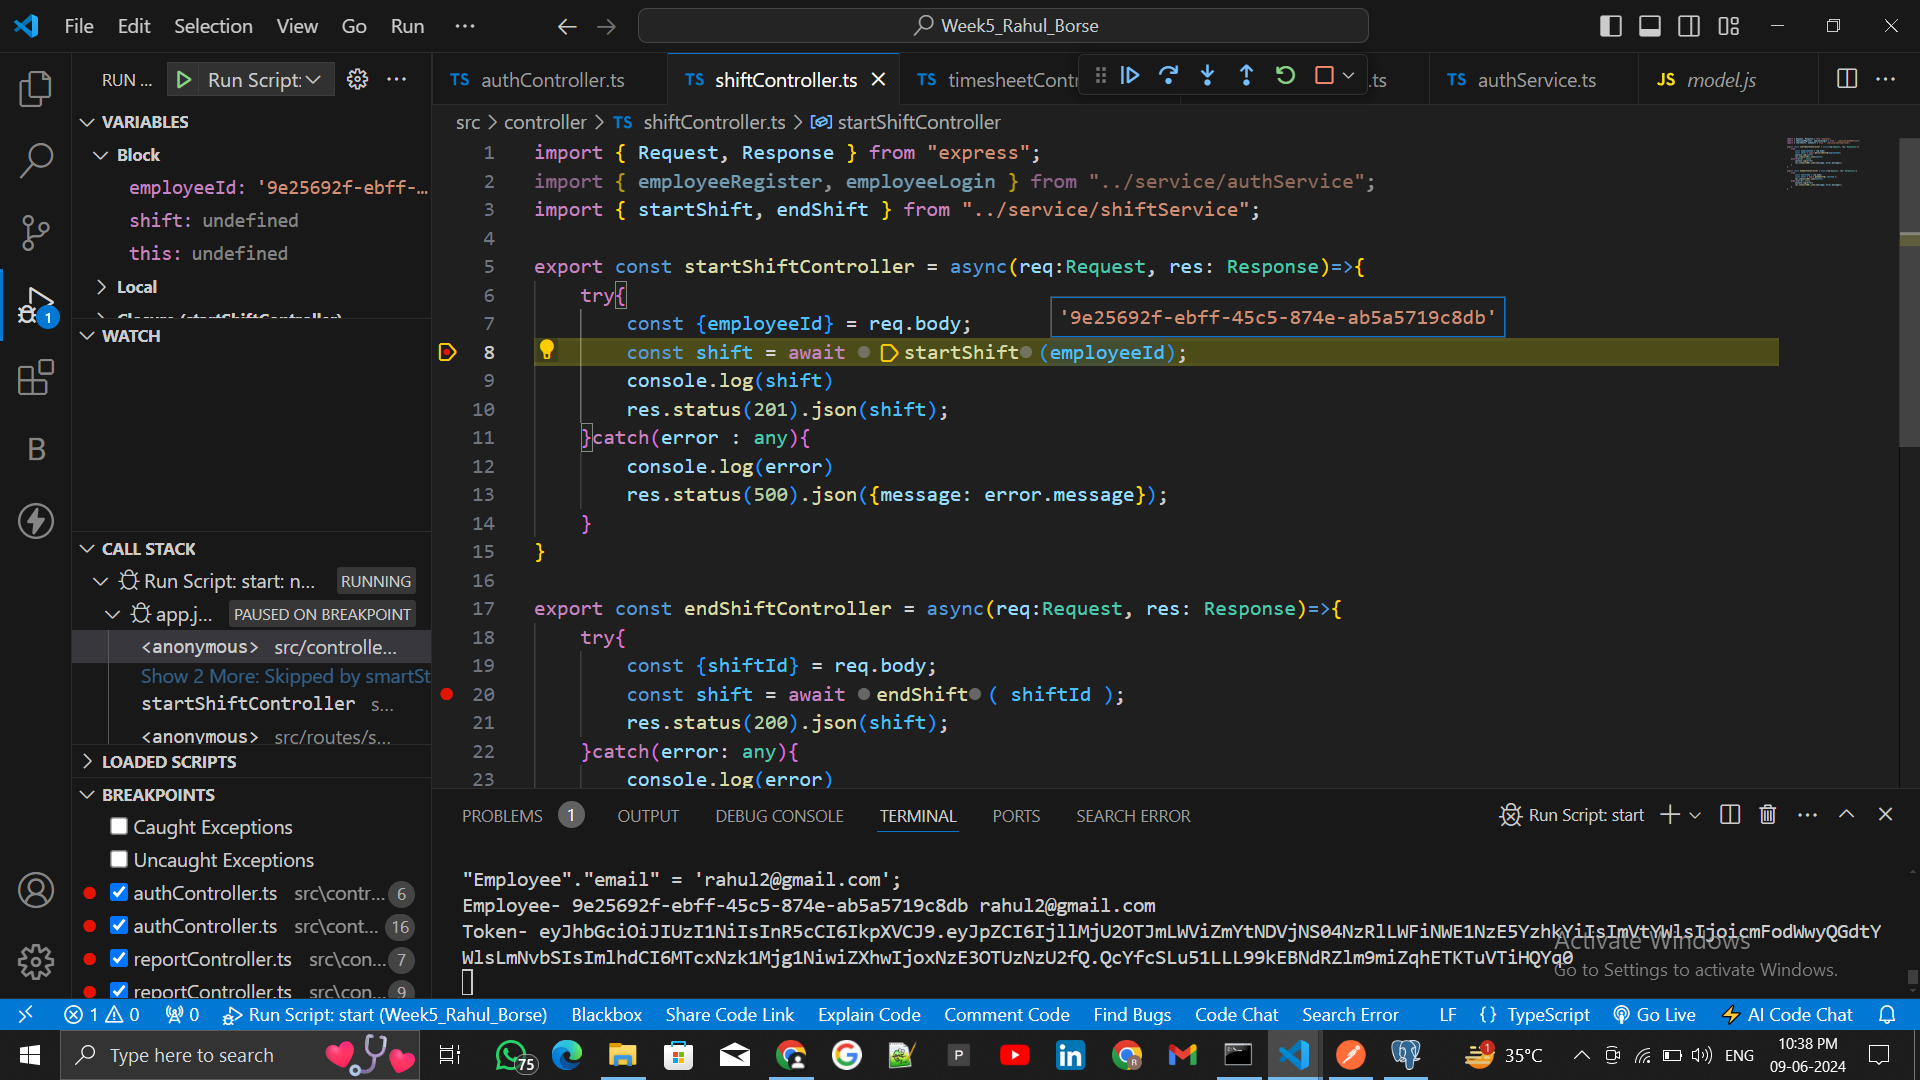 File Edit Selection View Go Run ··· Week5_Rahul_Borse
RUN ... Run Script: ···
TS authController.ts TS shiftController.ts TS timesheetContr .ts TS authService.ts JS model.js ···
src > controller > TS shiftController.ts > startShiftController
VARIABLES
Block
employeeId: '9e25692f-ebff-...
shift: undefined
this: undefined
Local
WATCH
1
CALL STACK
Run Script: start: n... RUNNING
app.j... PAUSED ON BREAKPOINT
<anonymous> src/controlle...
Show 2 More: Skipped by smartSt
startShiftController s...
<anonymous> src/routes/s...
LOADED SCRIPTS
BREAKPOINTS
Caught Exceptions
Uncaught Exceptions
authController.ts src\contr... 6
authController.ts src\cont... 16
reportController.ts src\con... 7
reportController.ts src\con... 9
B
1 import { Request, Response } from "express";
2 import { employeeRegister, employeeLogin } from "../service/authService";
3 import { startShift, endShift } from "../service/shiftService";
4
5 export const startShiftController = async(req:Request, res: Response)=>{
6 try{
'9e25692f-ebff-45c5-874e-ab5a5719c8db'
7 const {employeeId} = req.body;
8 const shift = await startShift (employeeId);
9 console.log(shift)
10 res.status(201).json(shift);
11 }catch(error : any){
12 console.log(error)
13 res.status(500).json({message: error.message});
14 }
15 }
16
17 export const endShiftController = async(req:Request, res: Response)=>{
18 try{
19 const {shiftId} = req.body;
20 const shift = await endShift ( shiftId );
21 res.status(200).json(shift);
22 }catch(error: any){
23 console.log(error)
PROBLEMS 1 OUTPUT DEBUG CONSOLE TERMINAL PORTS SEARCH ERROR Run Script: start ···
"Employee"."email" = 'rahul2@gmail.com';
Employee- 9e25692f-ebff-45c5-874e-ab5a5719c8db rahul2@gmail.com
Activate Windows
Go to Settings to activate Windows.
1 0 0 Run Script: start (Week5_Rahul_Borse) Blackbox Share Code Link Explain Code Comment Code Find Bugs Code Chat Search Error LF {} TypeScript Go Live AI Code Chat
Type here to search 75 P R 1 35°C ENG 10:38 PM
09-06-2024